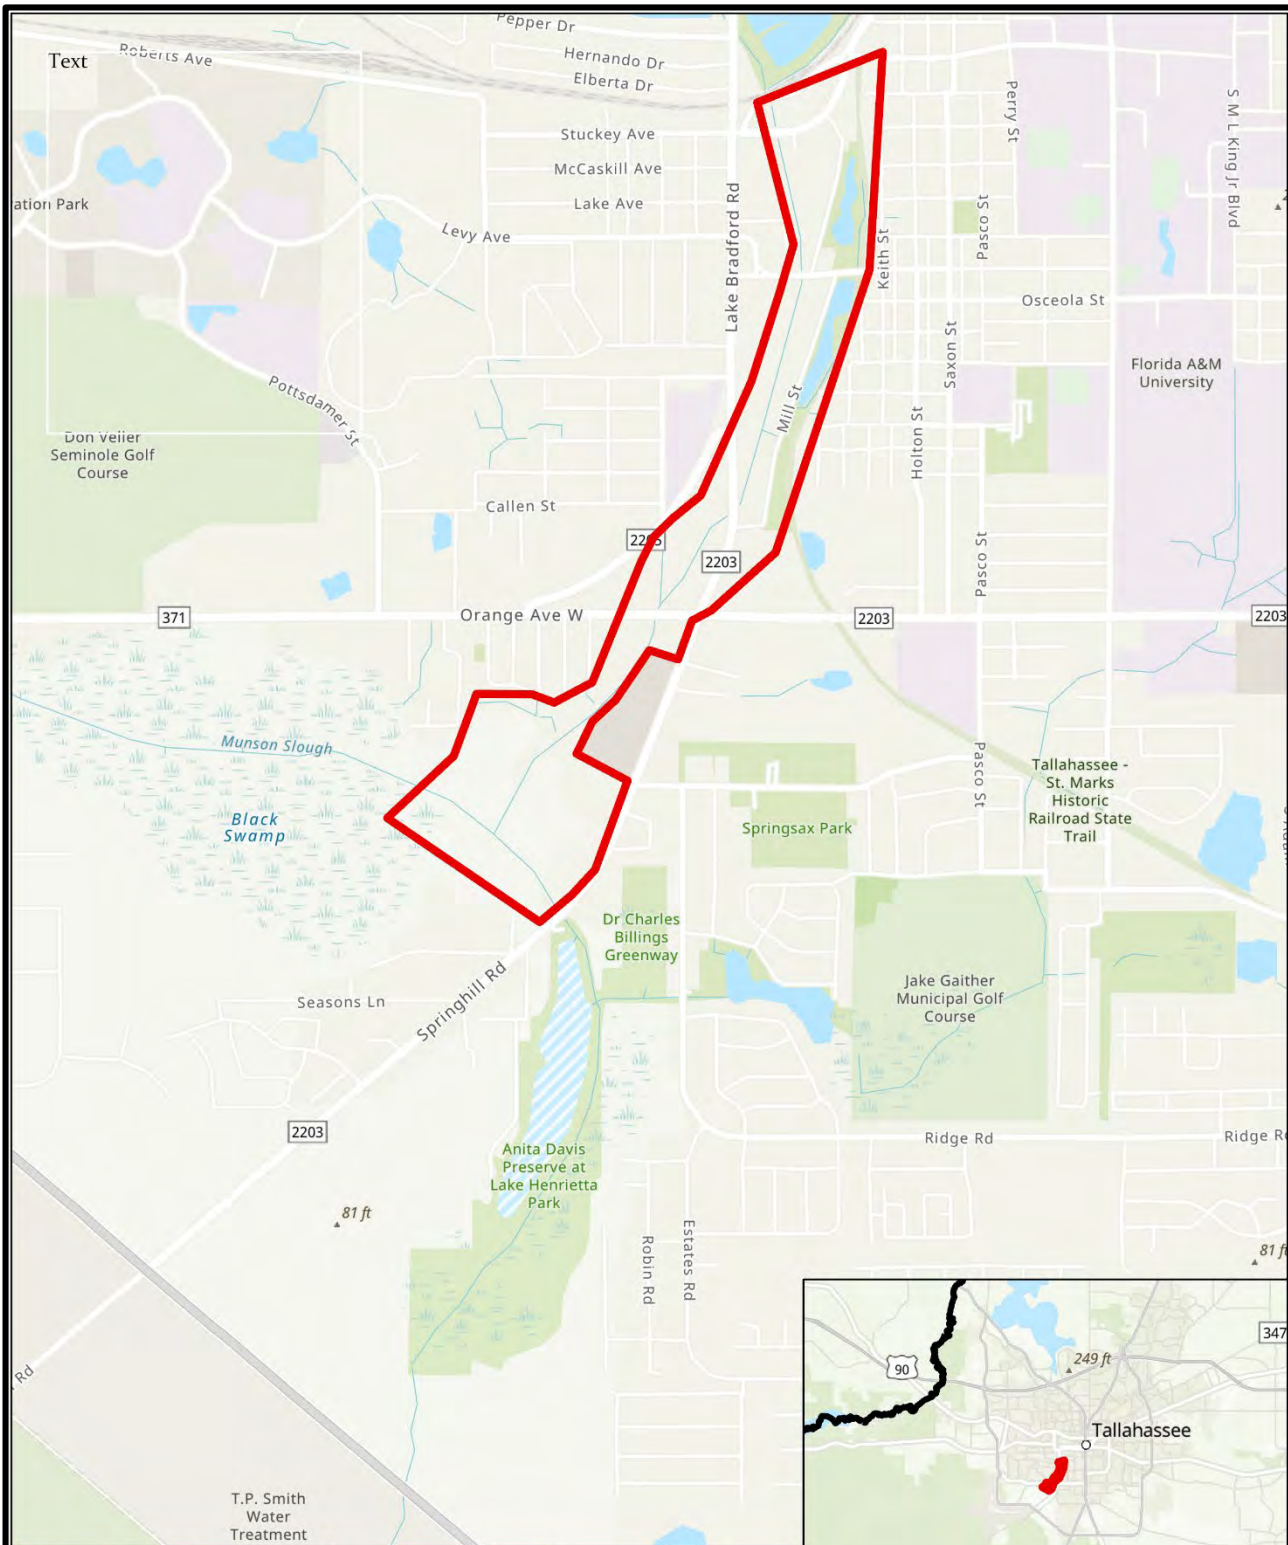 Pepper Dr
Roberts Ave
Text
Hernando Dr
Elberta Dr
Perry St
S M L King Jr Blvd
Stuckey Ave
McCaskill Ave
Lake Ave
ation Park
Levy Ave
Lake Bradford Rd
Keith St
Pasco St
Osceola St
Saxon St
Florida A&M
University
Pottsdamer St
Mill St
Holton St
Don Veller
Seminole Golf
Course
Callen St
2203
Pasco St
371
Orange Ave W
2203
2203
Munson Slough
Black
Swamp
Pasco St
Tallahassee -
St. Marks
Historic
Railroad State
Trail
Springsax Park
Dr Charles
Billings
Greenway
Jake Gaither
Municipal Golf
Course
Seasons Ln
Springhill Rd
2203
Ridge Rd
Ridge R
Anita Davis
Preserve at
Lake Henrietta
Park
81 ft
Robin Rd
Estates Rd
81 f
Rd
347
90
249 ft
Tallahassee
T.P. Smith
Water
Treatment